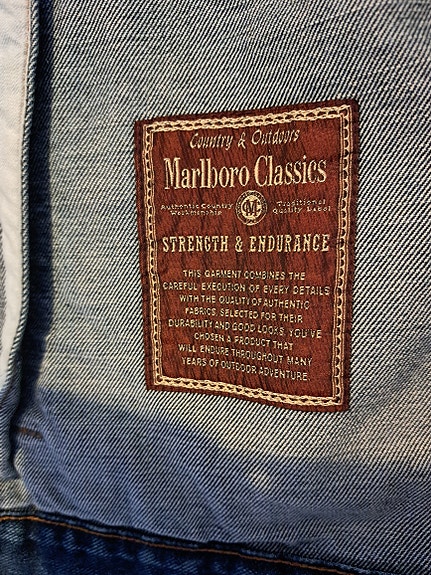 Country & Outdoors
Marlboro Classics
Authentic Country Traditional
Workmanship MC Quality Label
STRENGTH & ENDURANCE
THIS GARMENT COMBINES THE
CAREFUL EXECUTION OF EVERY DETAILS
WITH THE QUALITY OF AUTHENTIC
FABRICS, SELECTED FOR THEIR
DURABILITY AND GOOD LOOKS. YOU'VE
CHOSEN A PRODUCT THAT
WILL ENDURE THROUGHOUT MANY
YEARS OF OUTDOOR ADVENTURE.